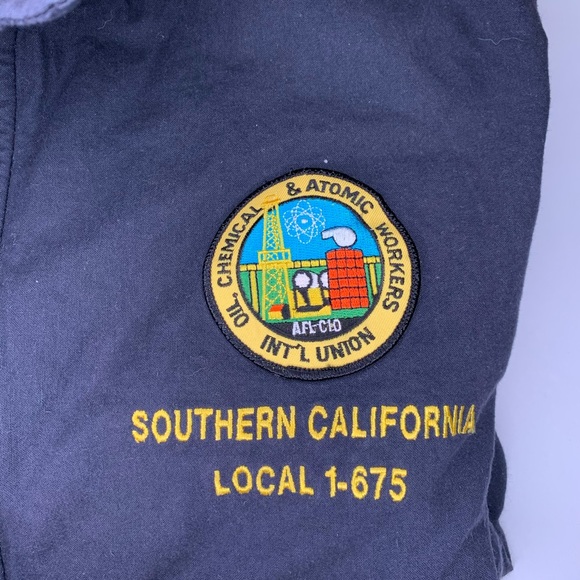 OIL, CHEMICAL & ATOMIC WORKERS
INT'L UNION
AFL-CIO
SOUTHERN CALIFORNIA
LOCAL 1-675